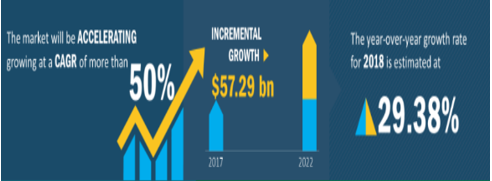 The market will be ACCELERATING
growing at a CAGR of more than
50%
INCREMENTAL
GROWTH
$57.29 bn
2017
2022
The year-over-year growth rate
for 2018 is estimated at
29.38%